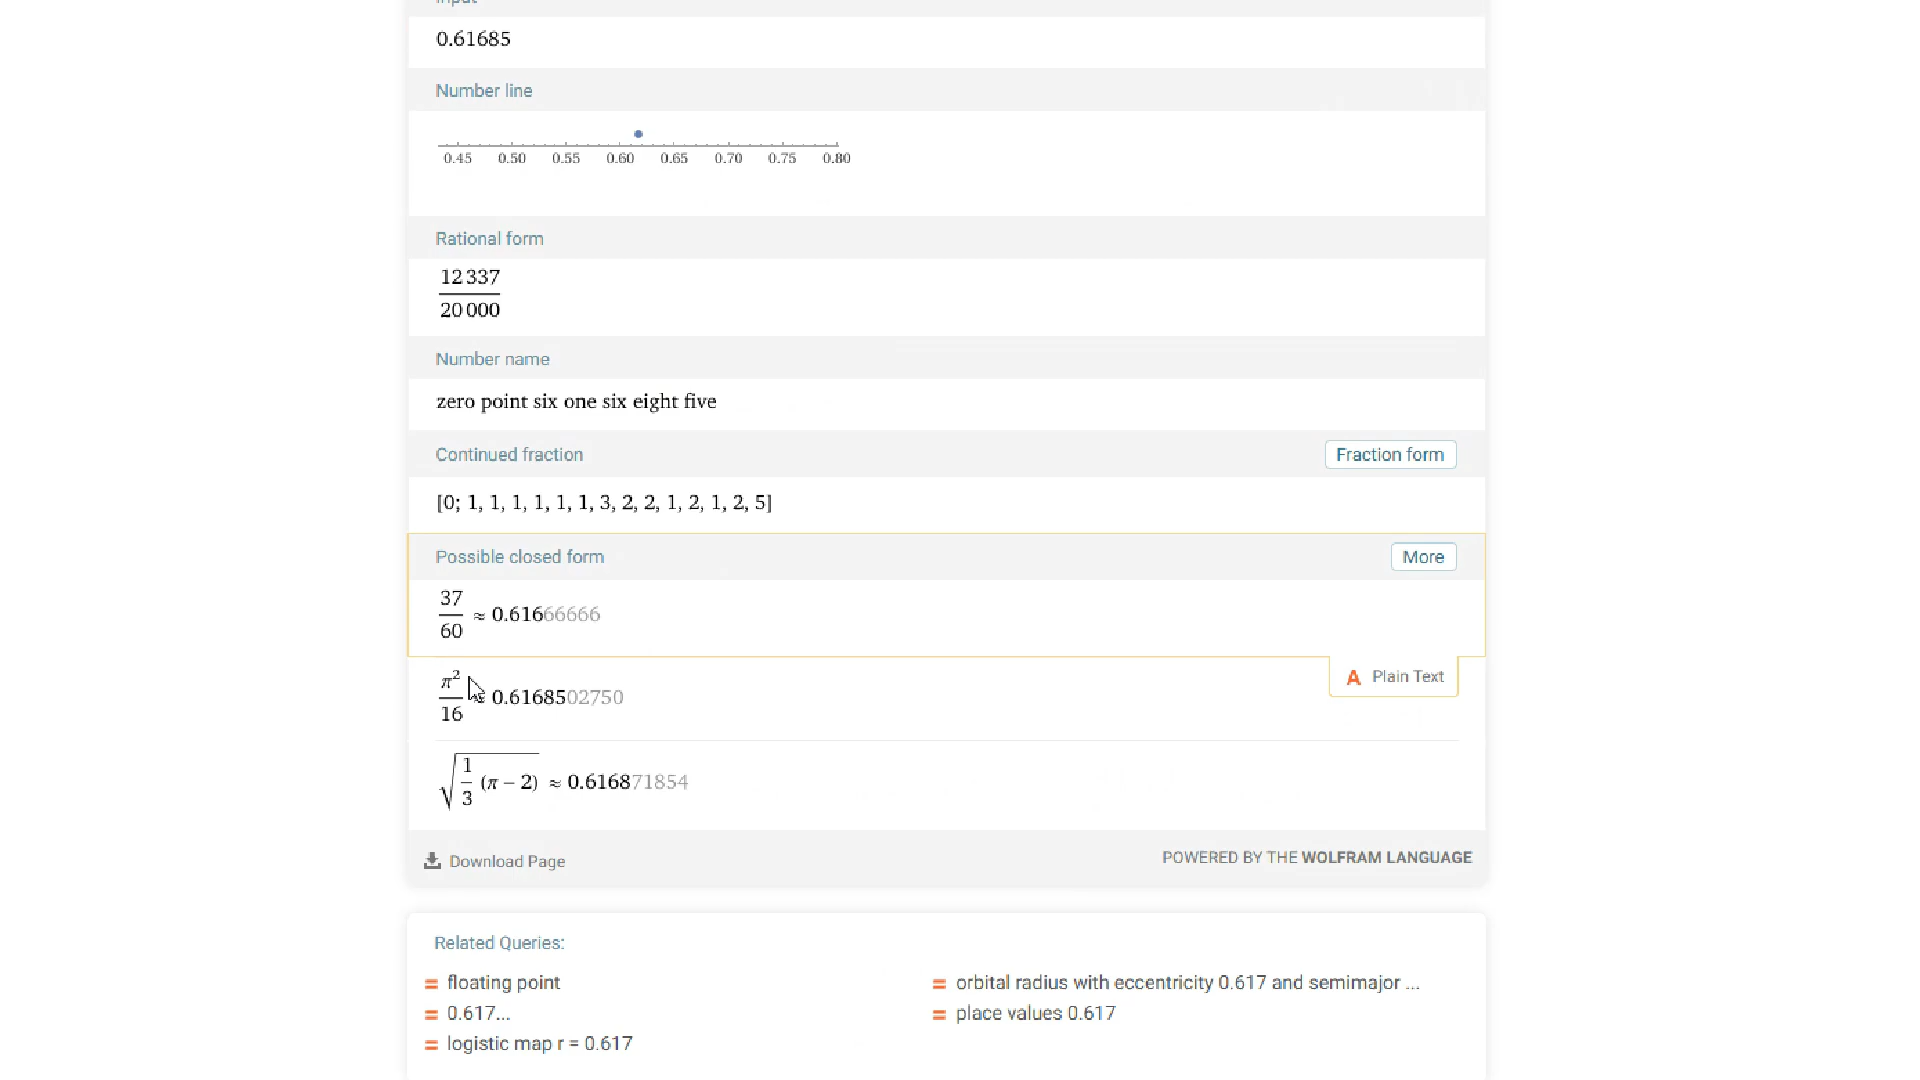 Input
0.61685
Number line
0.45 0.50 0.55 0.60 0.65 0.70 0.75 0.80
Rational form
12 337
20 000
Number name
zero point six one six eight five
Continued fraction
Fraction form
[0; 1, 1, 1, 1, 1, 1, 3, 2, 2, 1, 2, 1, 2, 5]
Possible closed form
More
37/60 ≈ 0.61666666
A Plain Text
π²/16 ≈ 0.6168502750
√(1/3 (π − 2)) ≈ 0.616871854
Download Page
POWERED BY THE WOLFRAM LANGUAGE
Related Queries:
= floating point
= orbital radius with eccentricity 0.617 and semimajor ...
= 0.617...
= place values 0.617
= logistic map r = 0.617